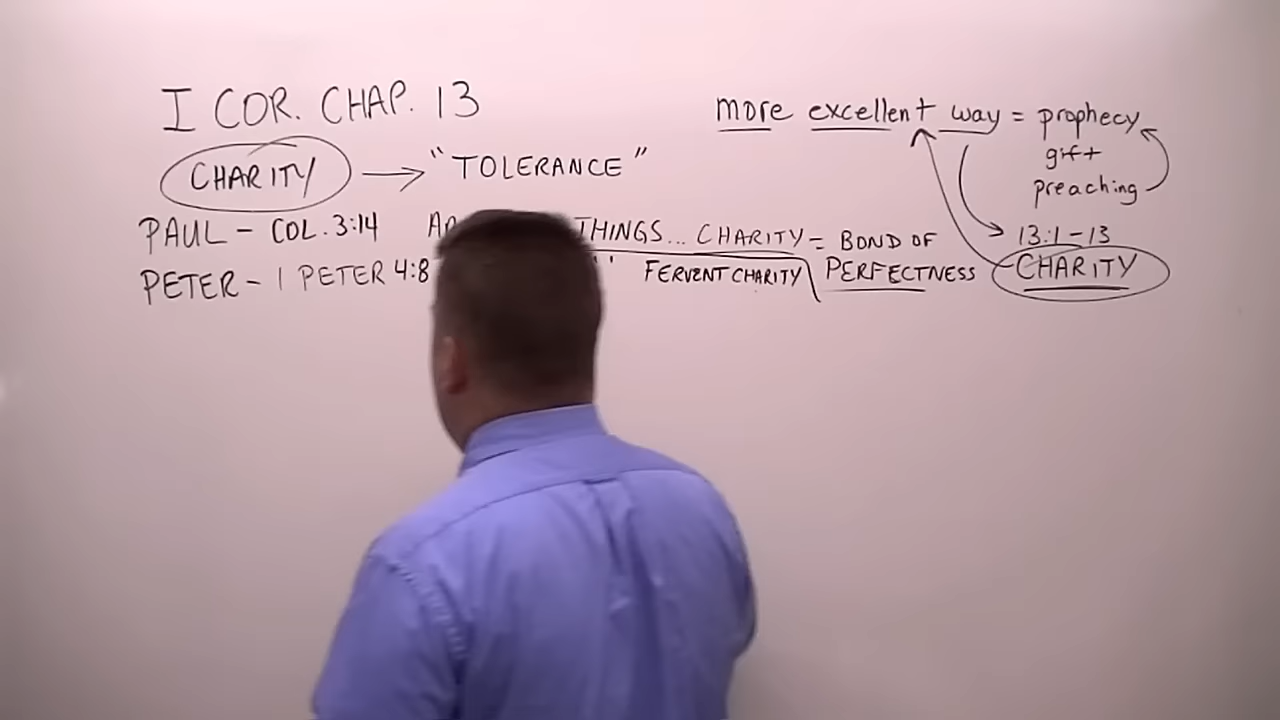 I COR. CHAP. 13
CHARITY → "TOLERANCE"
PAUL - COL. 3:14 THINGS... CHARITY = BOND OF
PETER - 1 PETER 4:8 " FERVENT CHARITY PERFECTNESS
more excellent way = prophecy
gift
preaching
13:1-13
CHARITY